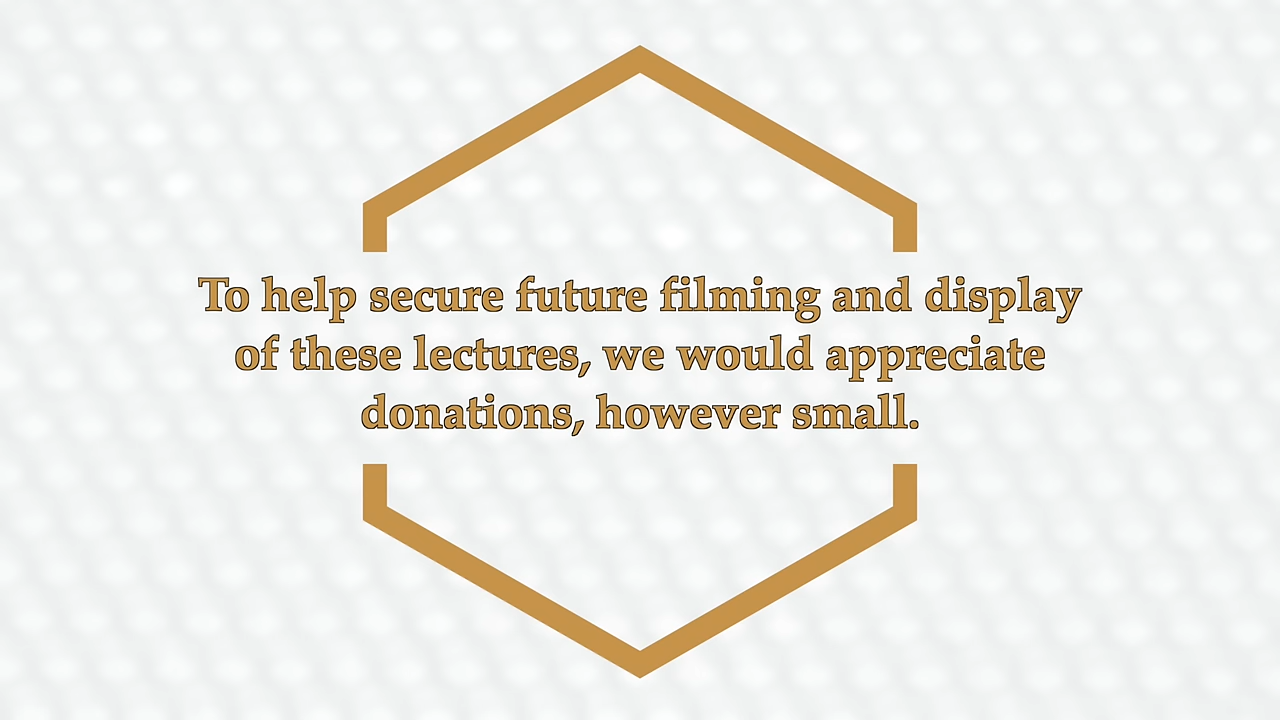 To help secure future filming and display
of these lectures, we would appreciate
donations, however small.